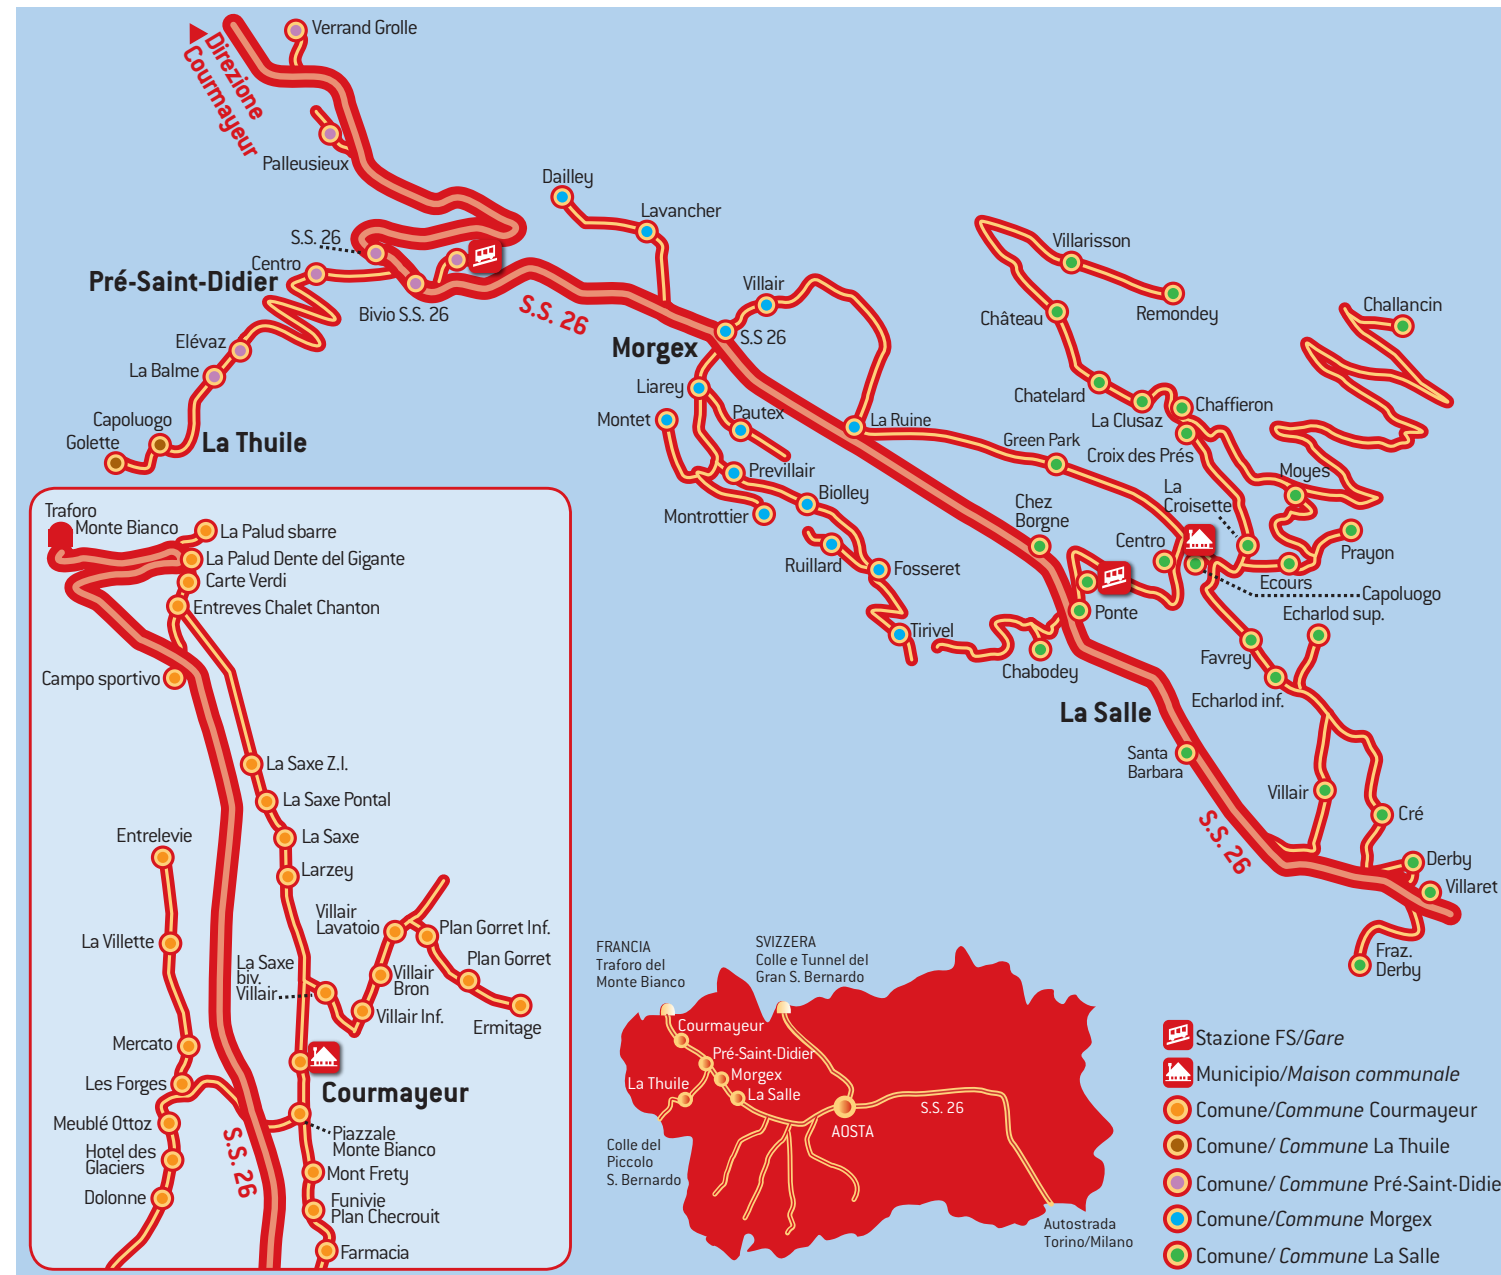 Verrand Grolle
Direzione
Courmayeur
Palleusieux
Dailley
Lavancher
S.S. 26
Centro
Pré-Saint-Didier
Bivio S.S. 26
S.S. 26
Elévaz
La Balme
Capoluogo
Golette
La Thuile
Villair
S.S 26
Morgex
Liarey
Montet
Pautex
La Ruine
Previllair
Biolley
Montrottier
Ruillard
Fosseret
Tirivel
Villarisson
Remondey
Château
Challancin
Chatelard
La Clusaz
Chaffieron
Croix des Prés
Green Park
Moyes
La
Croisette
Chez
Borgne
Centro
Prayon
Ecours
Capoluogo
Ponte
Echarlod sup.
Chabodey
Favrey
Echarlod inf.
La Salle
Santa
Barbara
Villair
Cré
S.S. 26
Derby
Villaret
Fraz.
Derby
Traforo
Monte Bianco
La Palud sbarre
La Palud Dente del Gigante
Carte Verdi
Entreves Chalet Chanton
Campo sportivo
La Saxe Z.I.
La Saxe Pontal
Entrelevie
La Saxe
Larzey
Villair
Lavatoio
Plan Gorret Inf.
La Villette
Plan Gorret
La Saxe
biv.
Villair
Villair
Bron
Villair Inf.
Ermitage
Mercato
Les Forges
Courmayeur
Meublé Ottoz
Piazzale
Monte Bianco
Hotel des
Glaciers
S.S. 26
Mont Frety
Dolonne
Funivie
Plan Checrouit
Farmacia
FRANCIA
Traforo del
Monte Bianco
SVIZZERA
Colle e Tunnel del
Gran S. Bernardo
Courmayeur
Pré-Saint-Didier
Morgex
La Thuile
La Salle
S.S. 26
AOSTA
Colle del
Piccolo
S. Bernardo
Autostrada
Torino/Milano
Stazione FS/Gare
Municipio/Maison communale
Comune/Commune Courmayeur
Comune/ Commune La Thuile
Comune/ Commune Pré-Saint-Didie
Comune/Commune Morgex
Comune/ Commune La Salle